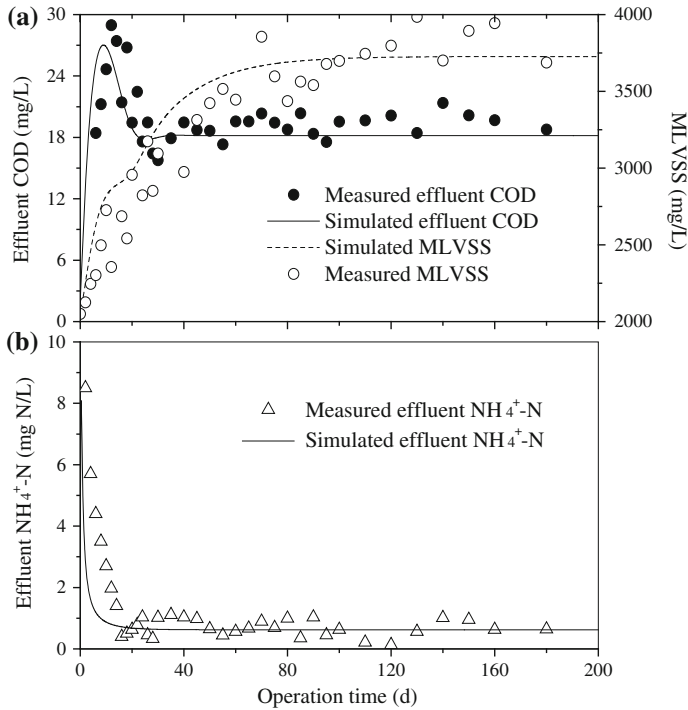 (a)
30
24
18
12
6
0
Effluent COD (mg/L)
4000
3500
3000
2500
2000
MLVSS (mg/L)
Measured effluent COD
Simulated effluent COD
Simulated MLVSS
Measured MLVSS
(b)
10
8
6
4
2
0
Effluent NH4+-N (mg N/L)
Measured effluent NH4+-N
Simulated effluent NH4+-N
0
40
80
120
160
200
Operation time (d)